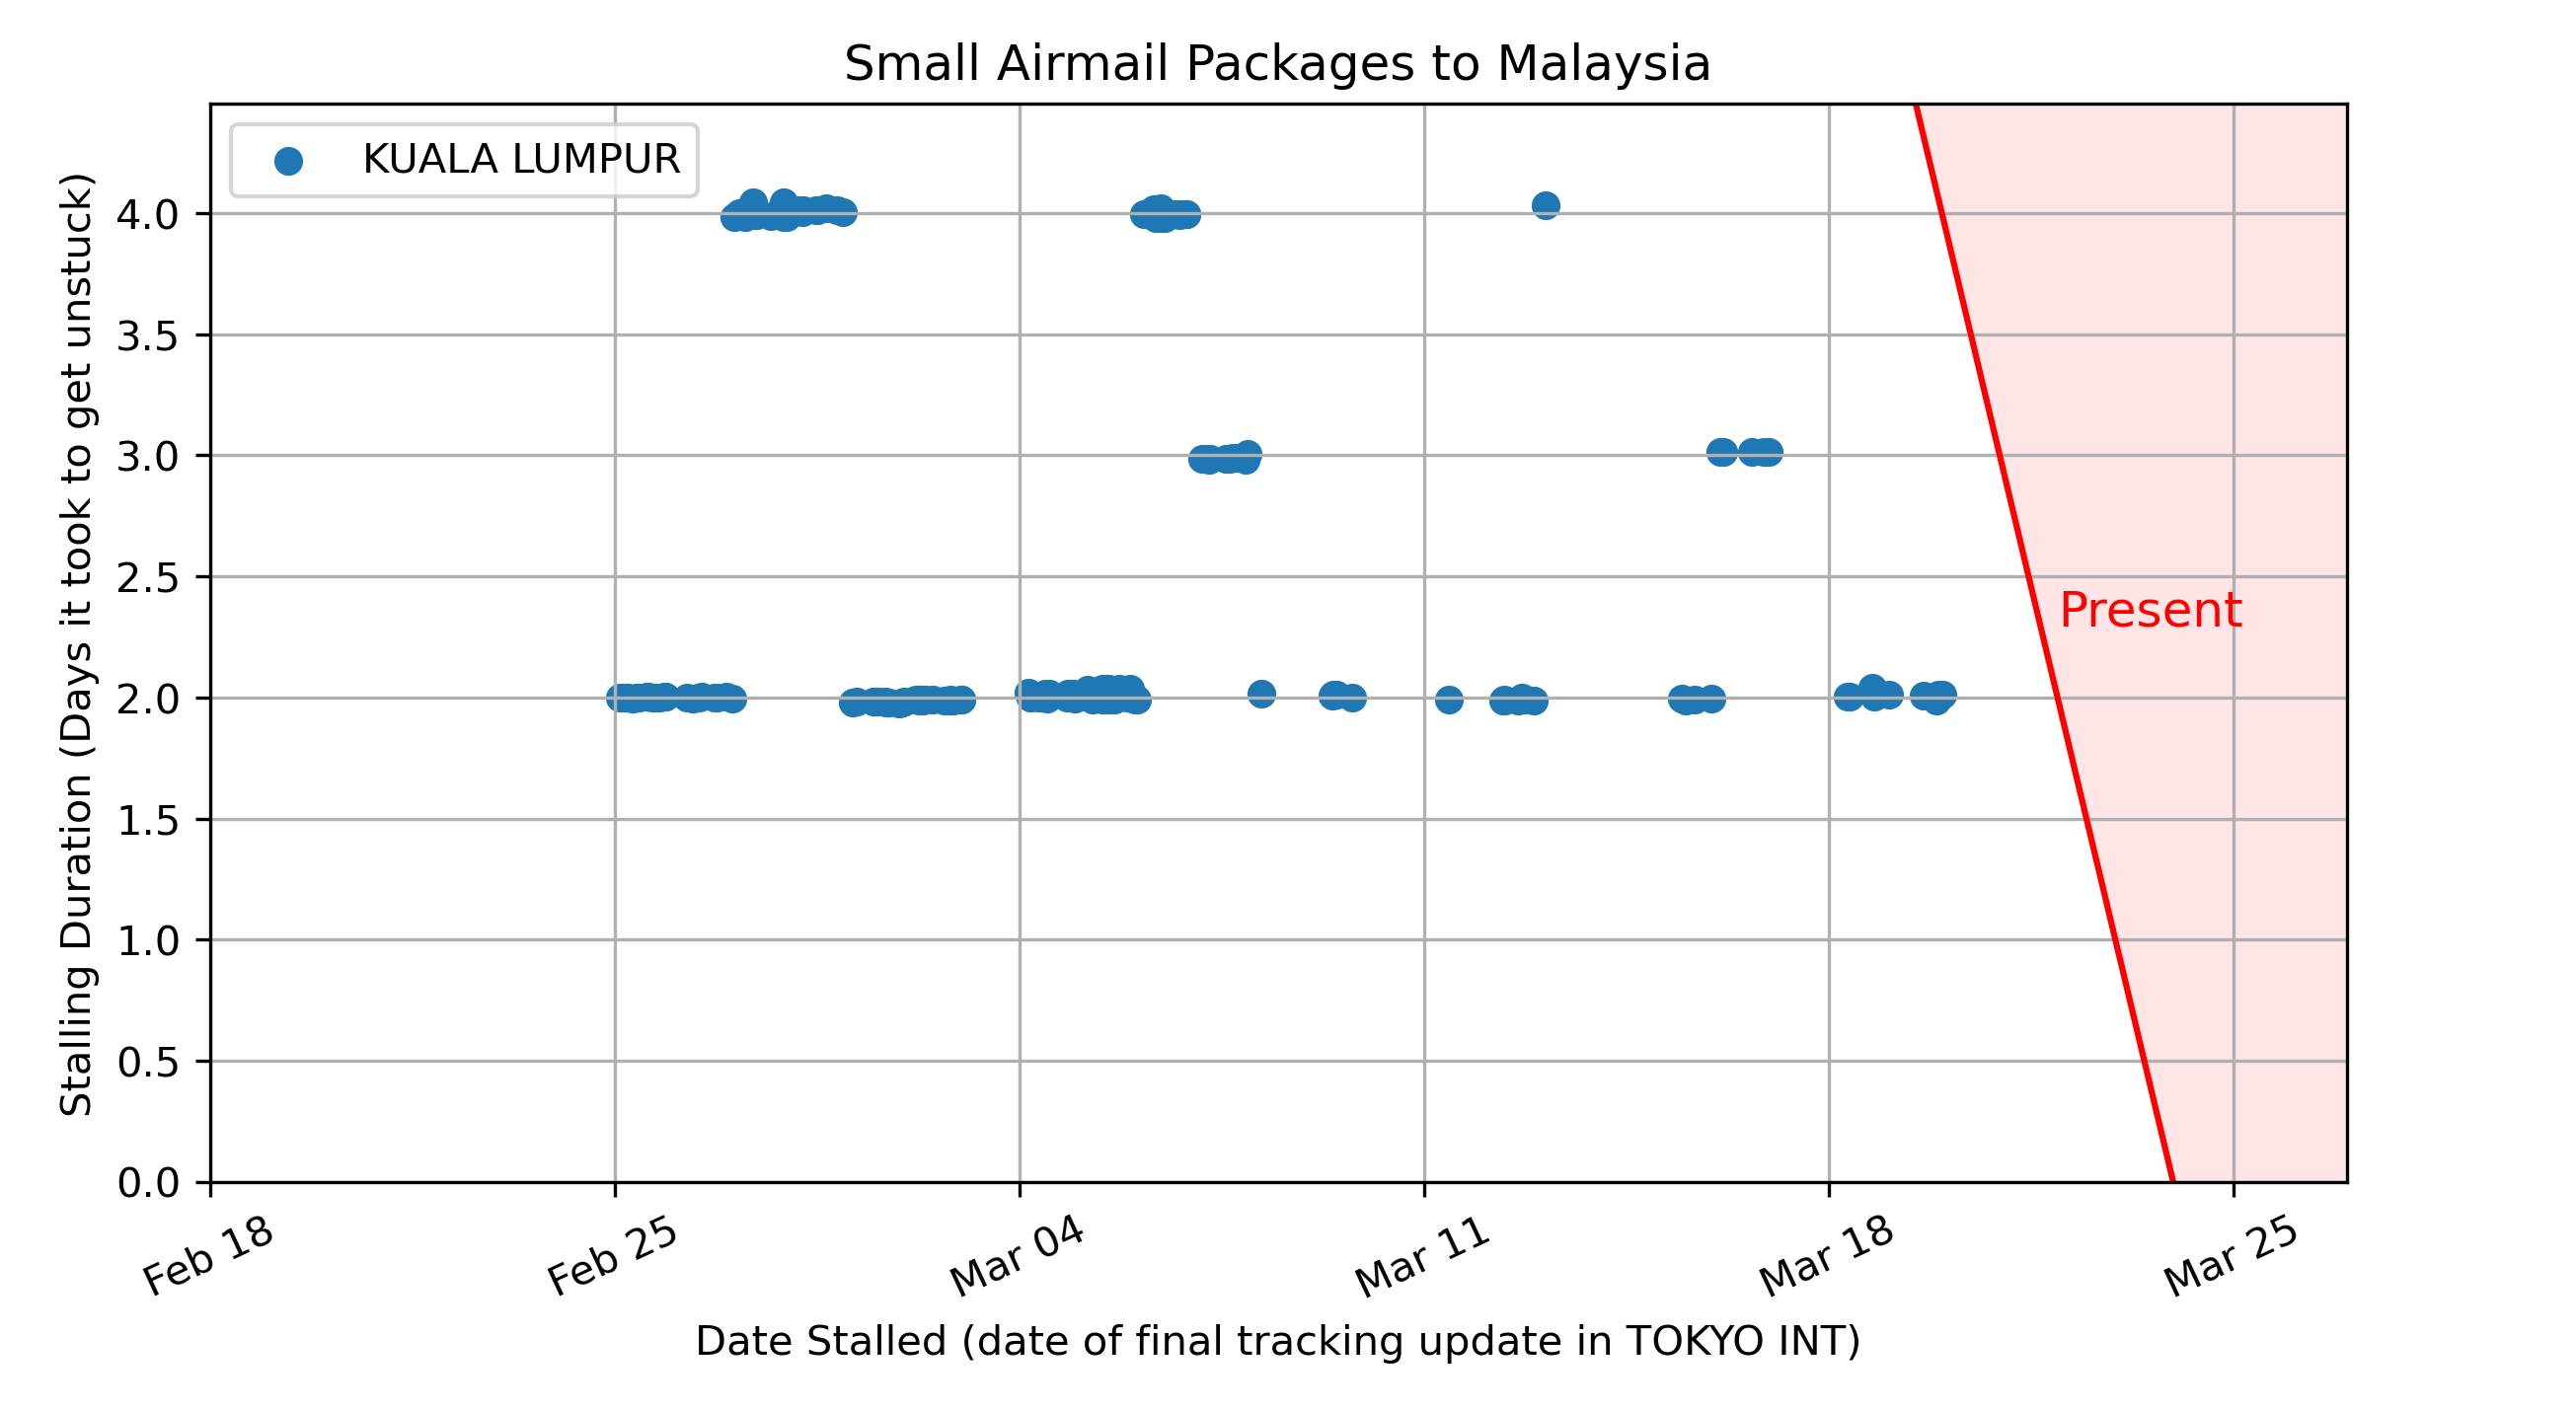 Small Airmail Packages to Malaysia
KUALA LUMPUR
Stalling Duration (Days it took to get unstuck)
4.0
3.5
3.0
2.5
2.0
1.5
1.0
0.5
0.0
Present
Feb 18
Feb 25
Mar 04
Mar 11
Mar 18
Mar 25
Date Stalled (date of final tracking update in TOKYO INT)